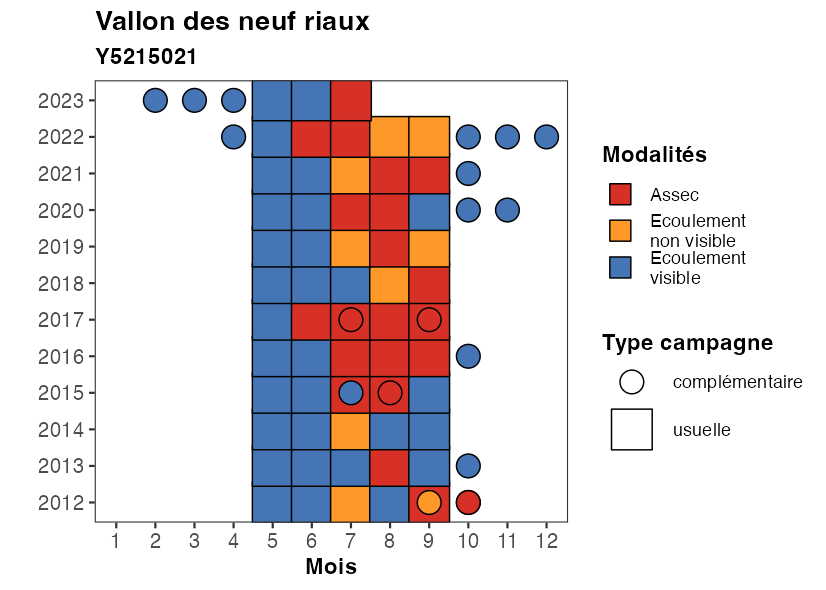 Vallon des neuf riaux
Y5215021
2023
2022
2021
2020
2019
2018
2017
2016
2015
2014
2013
2012
1 2 3 4 5 6 7 8 9 10 11 12
Mois
Modalités
Assec
Ecoulement
non visible
Ecoulement
visible
Type campagne
complémentaire
usuelle